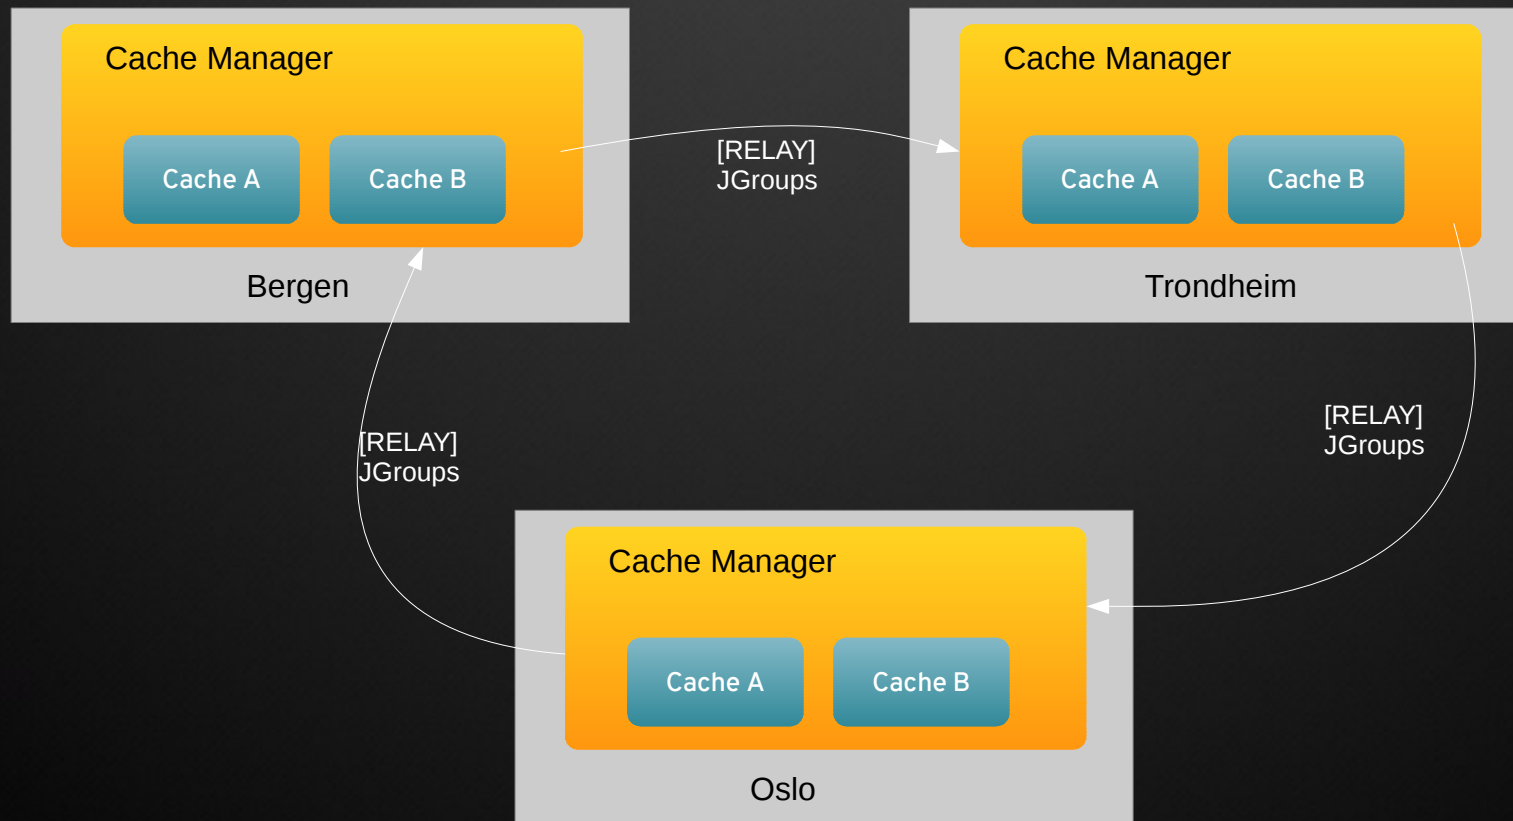 Cache Manager
Cache A
Cache B
Bergen
[RELAY]
JGroups
Cache Manager
Cache A
Cache B
Trondheim
[RELAY]
JGroups
[RELAY]
JGroups
Cache Manager
Cache A
Cache B
Oslo